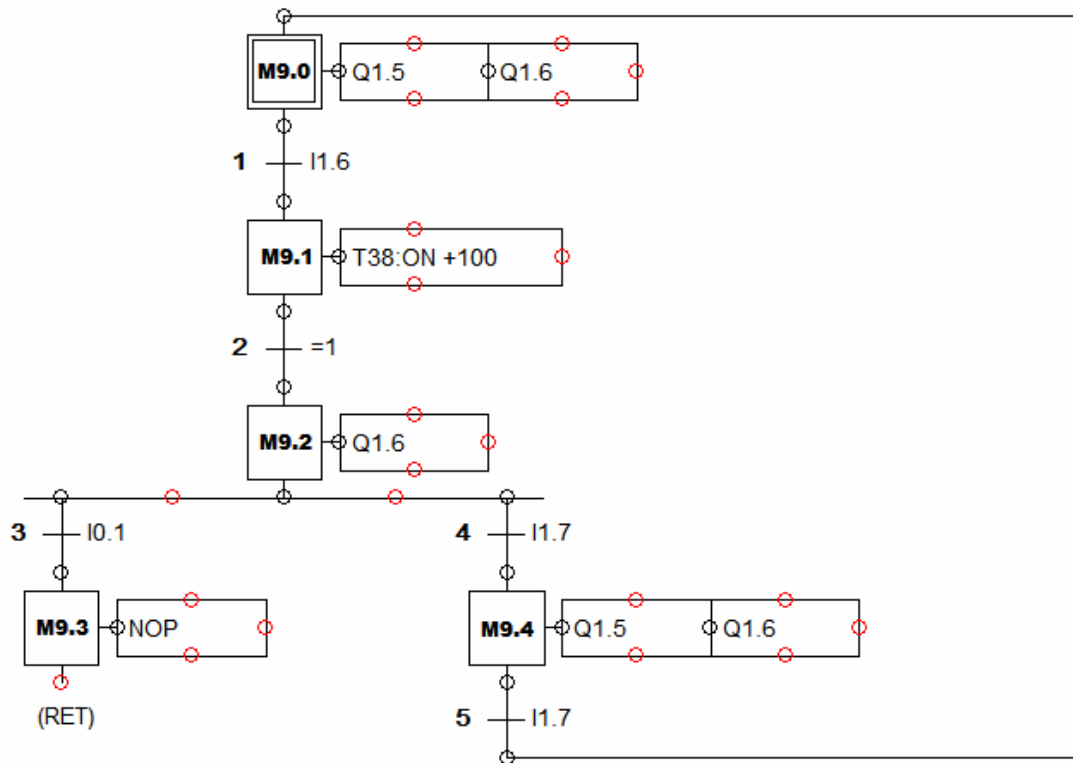 M9.0 Q1.5 Q1.6
1 I1.6
M9.1 T38:ON +100
2 =1
M9.2 Q1.6
3 I0.1 4 I1.7
M9.3 NOP M9.4 Q1.5 Q1.6
(RET) 5 I1.7